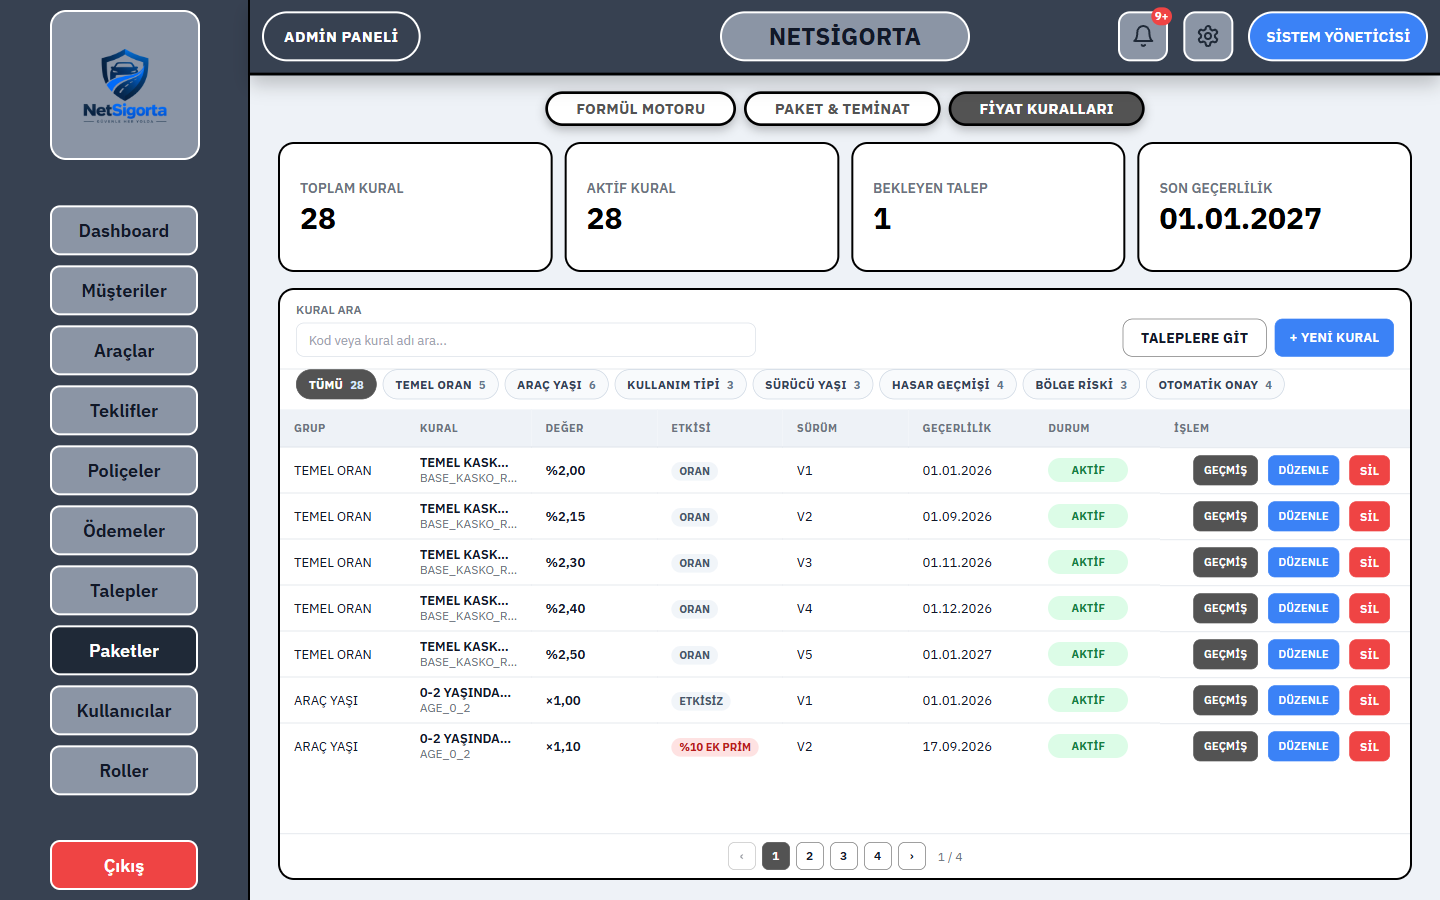 NetSigorta
ADMİN PANELİ
NETSİGORTA
9+
SİSTEM YÖNETİCİSİ
Dashboard
Müşteriler
Araçlar
Teklifler
Poliçeler
Ödemeler
Talepler
Paketler
Kullanıcılar
Roller
Çıkış
FORMÜL MOTORU
PAKET & TEMİNAT
FİYAT KURALLARI
TOPLAM KURAL
28
AKTİF KURAL
28
BEKLEYEN TALEP
1
SON GEÇERLİLİK
01.01.2027
KURAL ARA
Kod veya kural adı ara...
TALEPLERE GİT
+ YENİ KURAL
TÜMÜ 28
TEMEL ORAN 5
ARAÇ YAŞI 6
KULLANIM TİPİ 3
SÜRÜCÜ YAŞI 3
HASAR GEÇMİŞİ 4
BÖLGE RİSKİ 3
OTOMATİK ONAY 4
GRUP KURAL DEĞER ETKİSİ SÜRÜM GEÇERLİLİK DURUM İŞLEM
TEMEL ORAN TEMEL KASK... %2,00 ORAN V1 01.01.2026 AKTİF GEÇMİŞ DÜZENLE SİL
BASE_KASKO_R...
TEMEL ORAN TEMEL KASK... %2,15 ORAN V2 01.09.2026 AKTİF GEÇMİŞ DÜZENLE SİL
BASE_KASKO_R...
TEMEL ORAN TEMEL KASK... %2,30 ORAN V3 01.11.2026 AKTİF GEÇMİŞ DÜZENLE SİL
BASE_KASKO_R...
TEMEL ORAN TEMEL KASK... %2,40 ORAN V4 01.12.2026 AKTİF GEÇMİŞ DÜZENLE SİL
BASE_KASKO_R...
TEMEL ORAN TEMEL KASK... %2,50 ORAN V5 01.01.2027 AKTİF GEÇMİŞ DÜZENLE SİL
BASE_KASKO_R...
ARAÇ YAŞI 0-2 YAŞINDA... ×1,00 ETKİSİZ V1 01.01.2026 AKTİF GEÇMİŞ DÜZENLE SİL
AGE_0_2
ARAÇ YAŞI 0-2 YAŞINDA... ×1,10 %10 EK PRİM V2 17.09.2026 AKTİF GEÇMİŞ DÜZENLE SİL
AGE_0_2
‹ 1 2 3 4 › 1 / 4